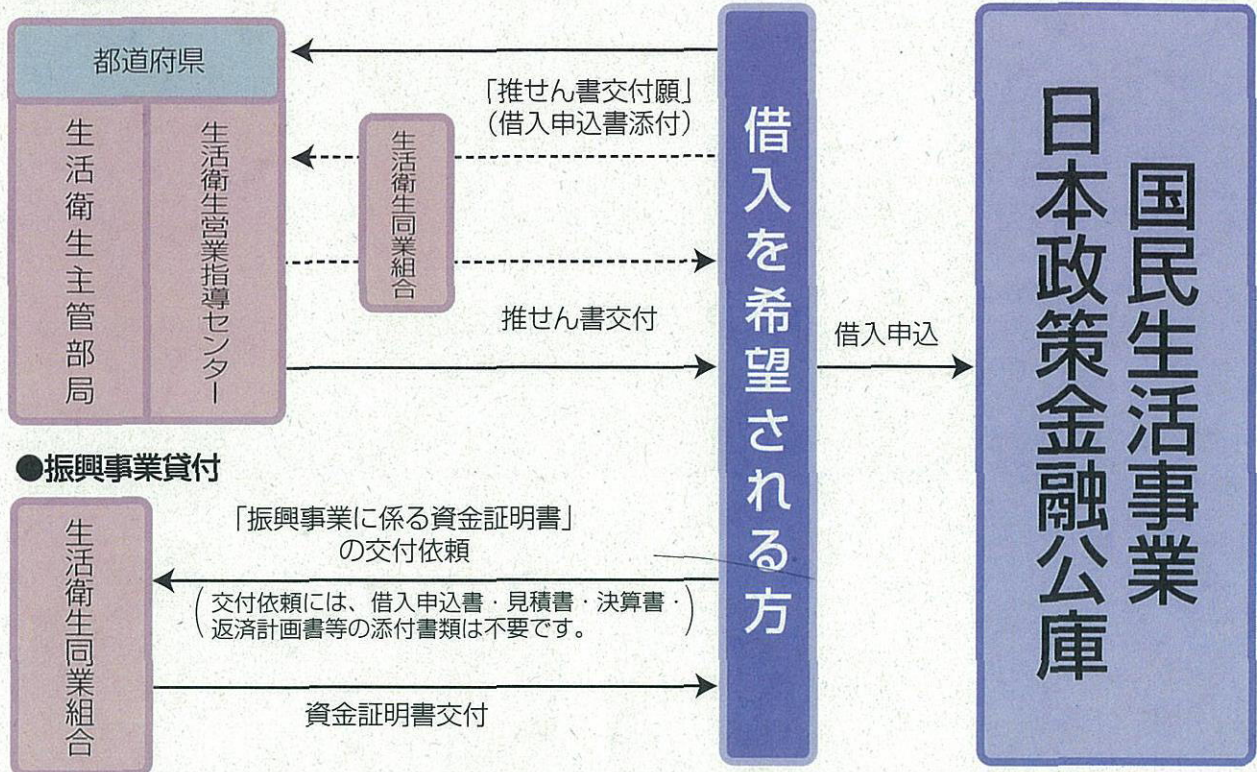 都道府県
生活衛生主管部局
生活衛生営業指導センター
「推せん書交付願」
（借入申込書添付）
生活衛生同業組合
推せん書交付
借入を希望される方
借入申込
日本政策金融公庫
国民生活事業
●振興事業貸付
生活衛生同業組合
「振興事業に係る資金証明書」
の交付依頼
（交付依頼には、借入申込書・見積書・決算書・
返済計画書等の添付書類は不要です。）
資金証明書交付